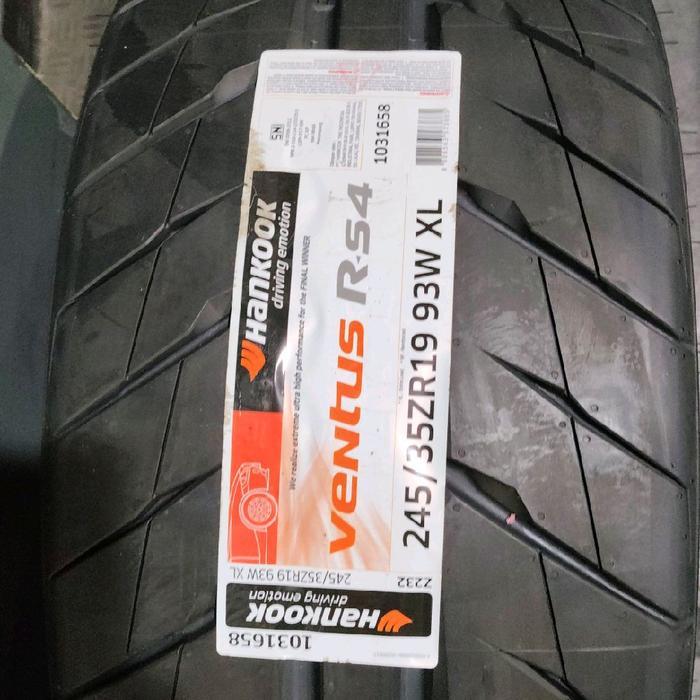 1031658
HANKOOK
driving emotion
We realize extreme ultra high performance for the FINAL WINNER
VENTUS R-S4
245/35ZR19 93W XL
245/35ZR19 93W XL
Z232
HANKOOK
driving emotion
1031658